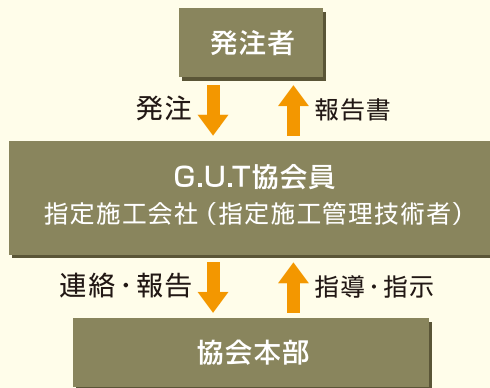 発注者
発注
報告書
G.U.T協会員
指定施工会社（指定施工管理技術者）
連絡・報告
指導・指示
協会本部